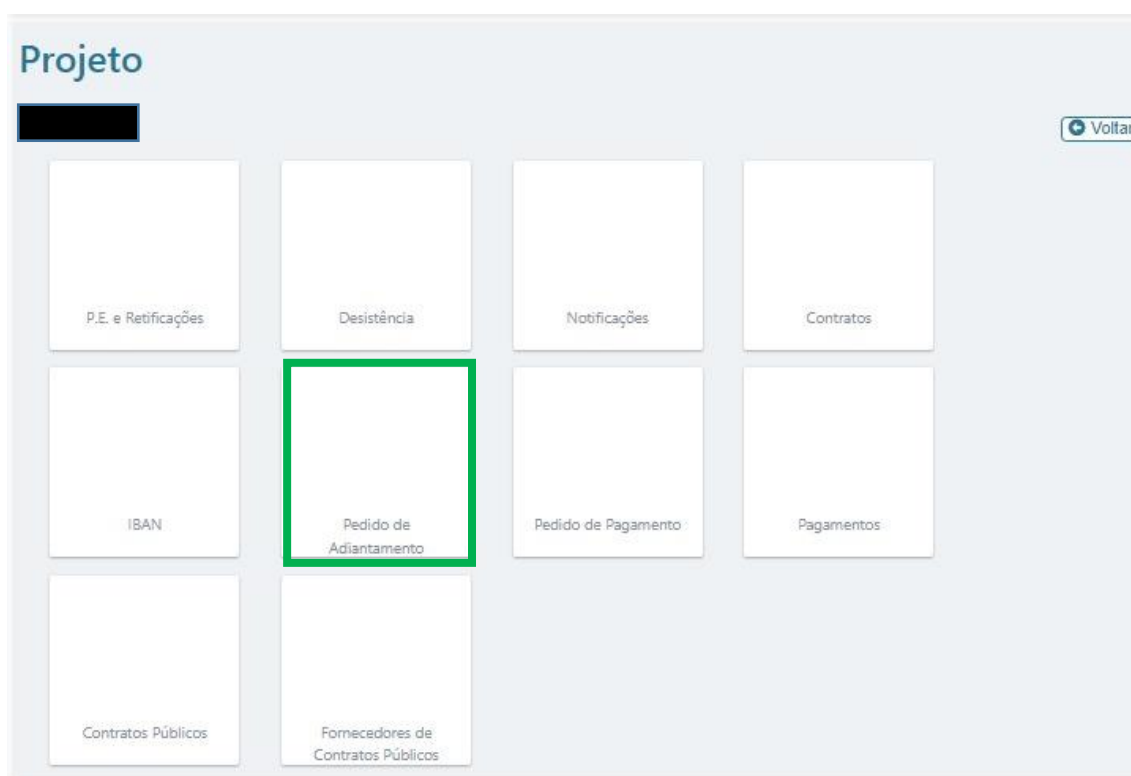 Projeto
Voltar
P.E. e Retificações
Desistência
Notificações
Contratos
IBAN
Pedido de
Adiantamento
Pedido de Pagamento
Pagamentos
Contratos Públicos
Fornecedores de
Contratos Públicos